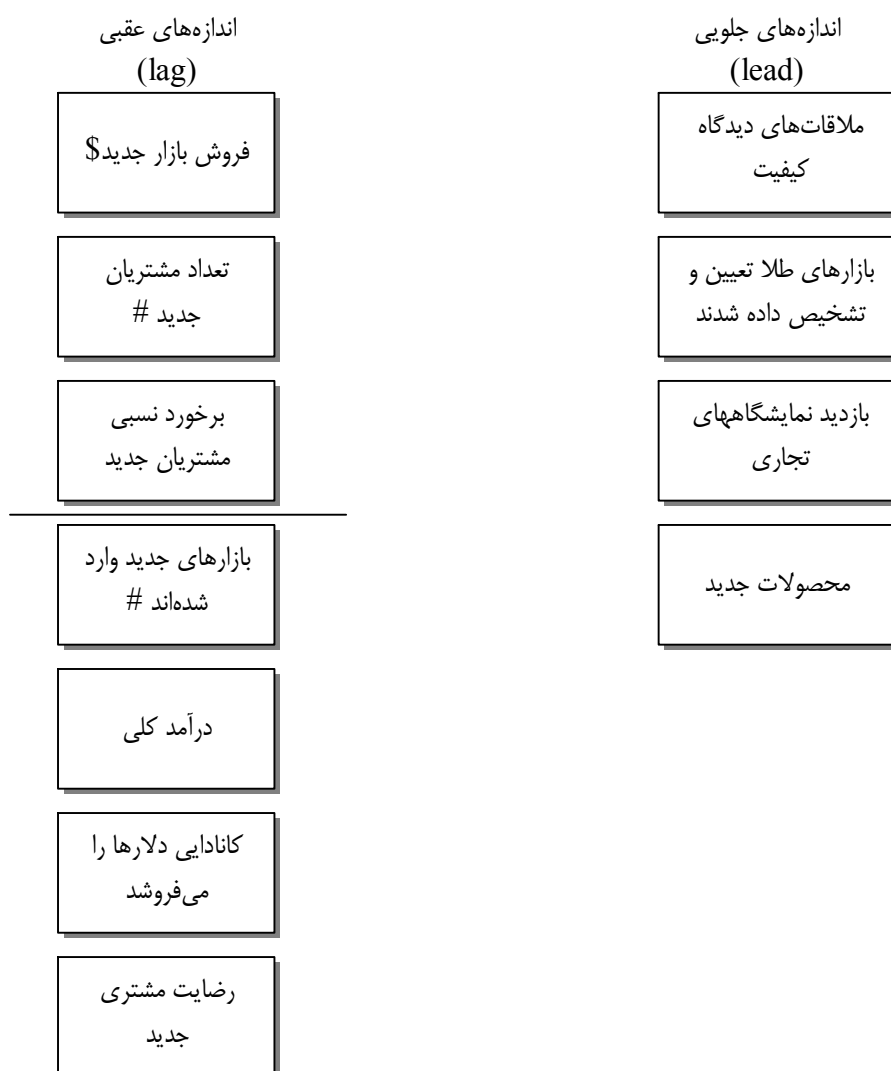 اندازه‌های جلویی
(lead)
ملاقات‌های دیدگاه
کیفیت
بازارهای طلا تعیین و
تشخیص داده شدند
بازدید نمایشگاههای
تجاری
محصولات جدید
اندازه‌های عقبی
(lag)
فروش بازار جدید$
تعداد مشتریان
جدید #
برخورد نسبی
مشتریان جدید
بازارهای جدید وارد
شده‌اند #
درآمد کلی
کانادایی دلارها را
می‌فروشد
رضایت مشتری
جدید